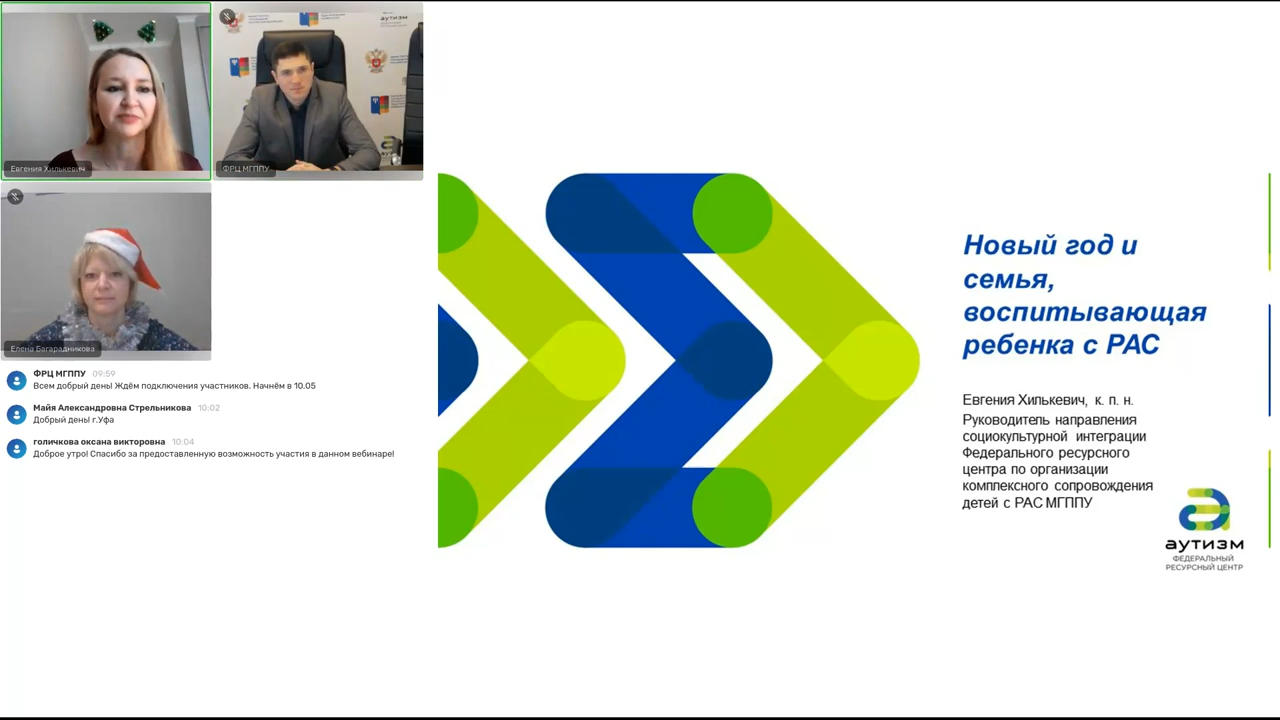 Евгения Хилькевич
ФРЦ МГППУ
аутизм
Елена Багарадникова
ФРЦ МГППУ 09:59
Всем добрый день! Ждём подключения участников. Начнём в 10.05
Майя Александровна Стрельникова 10:02
Добрый день! г.Уфа
голичкова оксана викторовна 10:04
Доброе утро! Спасибо за предоставленную возможность участия в данном вебинаре!
Новый год и
семья,
воспитывающая
ребенка с РАС
Евгения Хилькевич, к. п. н.
Руководитель направления
социокультурной интеграции
Федерального ресурсного
центра по организации
комплексного сопровождения
детей с РАС МГППУ
аутизм
ФЕДЕРАЛЬНЫЙ
РЕСУРСНЫЙ ЦЕНТР